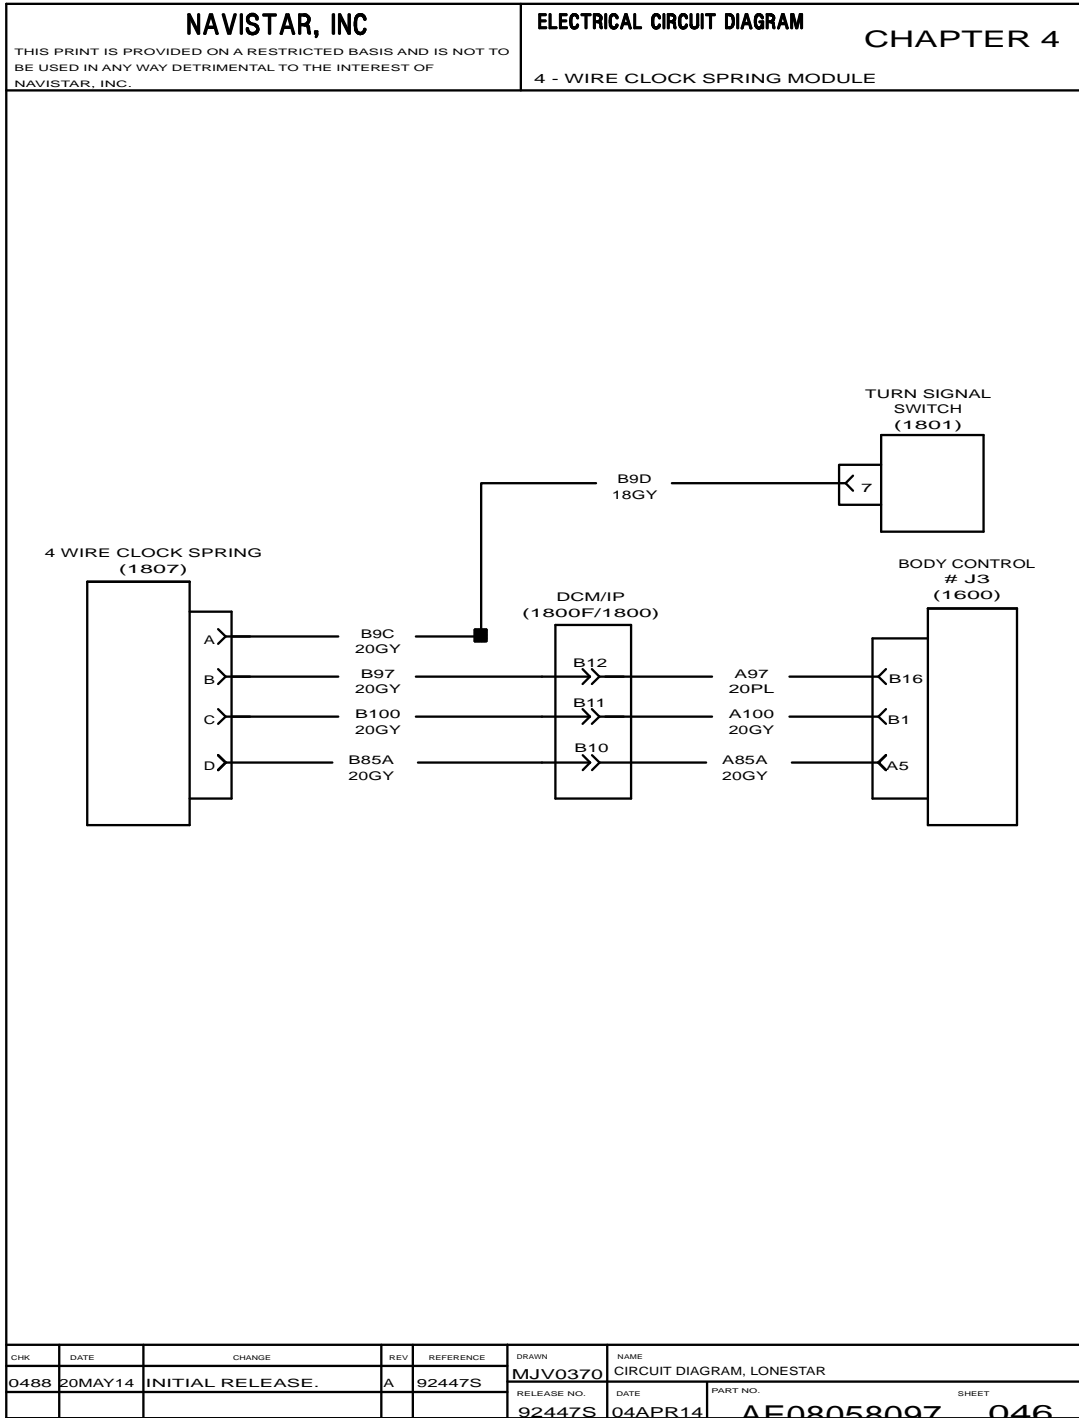 NAVISTAR, INC
THIS PRINT IS PROVIDED ON A RESTRICTED BASIS AND IS NOT TO
BE USED IN ANY WAY DETRIMENTAL TO THE INTEREST OF
NAVISTAR, INC.
ELECTRICAL CIRCUIT DIAGRAM
CHAPTER 4
4 - WIRE CLOCK SPRING MODULE
TURN SIGNAL
SWITCH
(1801)
B9D
18GY
7
4 WIRE CLOCK SPRING
(1807)
BODY CONTROL
# J3
(1600)
DCM/IP
(1800F/1800)
A
B9C
20GY
B
B97
20GY
B12
A97
20PL
B16
C
B100
20GY
B11
A100
20GY
B1
D
B85A
20GY
B10
A85A
20GY
A5
CHK
DATE
CHANGE
REV
REFERENCE
DRAWN
NAME
0488
20MAY14
INITIAL RELEASE.
A
92447S
MJV0370
CIRCUIT DIAGRAM, LONESTAR
RELEASE NO.
DATE
PART NO.
SHEET
92447S
04APR14
AE08058097
046